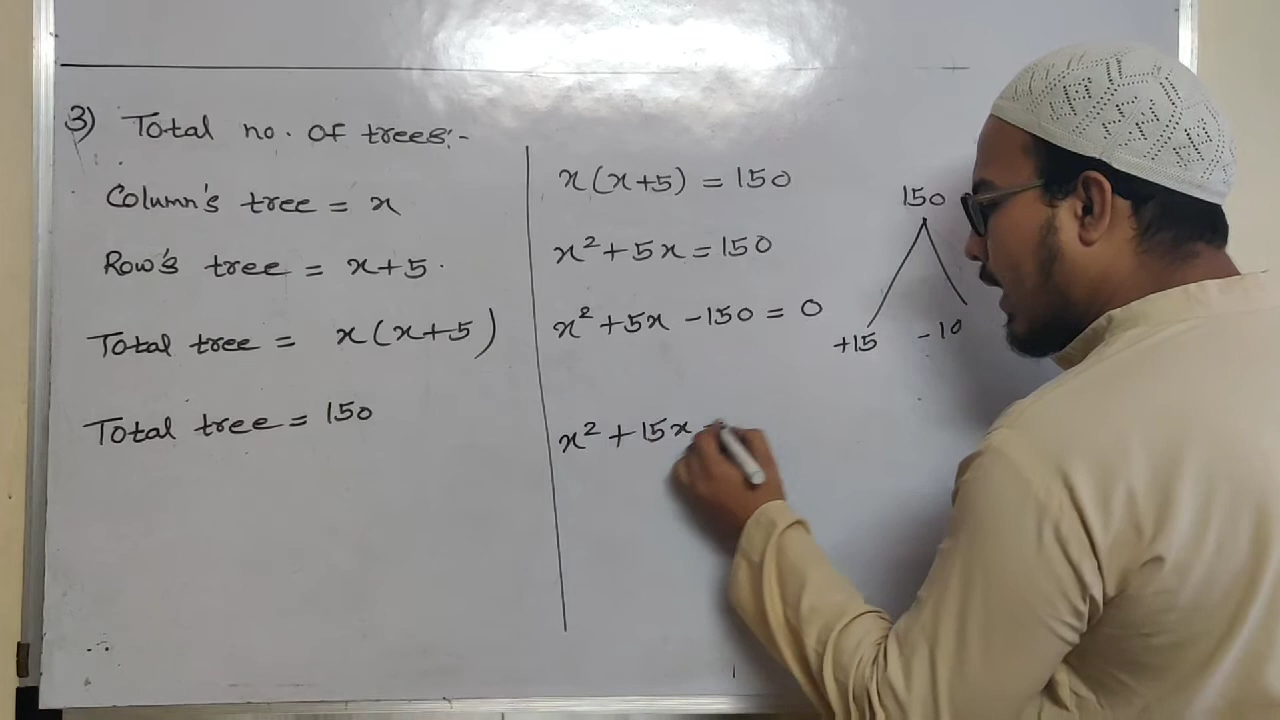 3) Total no. of trees:-
Column's tree = x
Row's tree = x+5.
Total tree = x(x+5)
Total tree = 150
x(x+5) = 150
x²+5x=150
x²+5x-150=0
x²+15x-
150
+15 -10